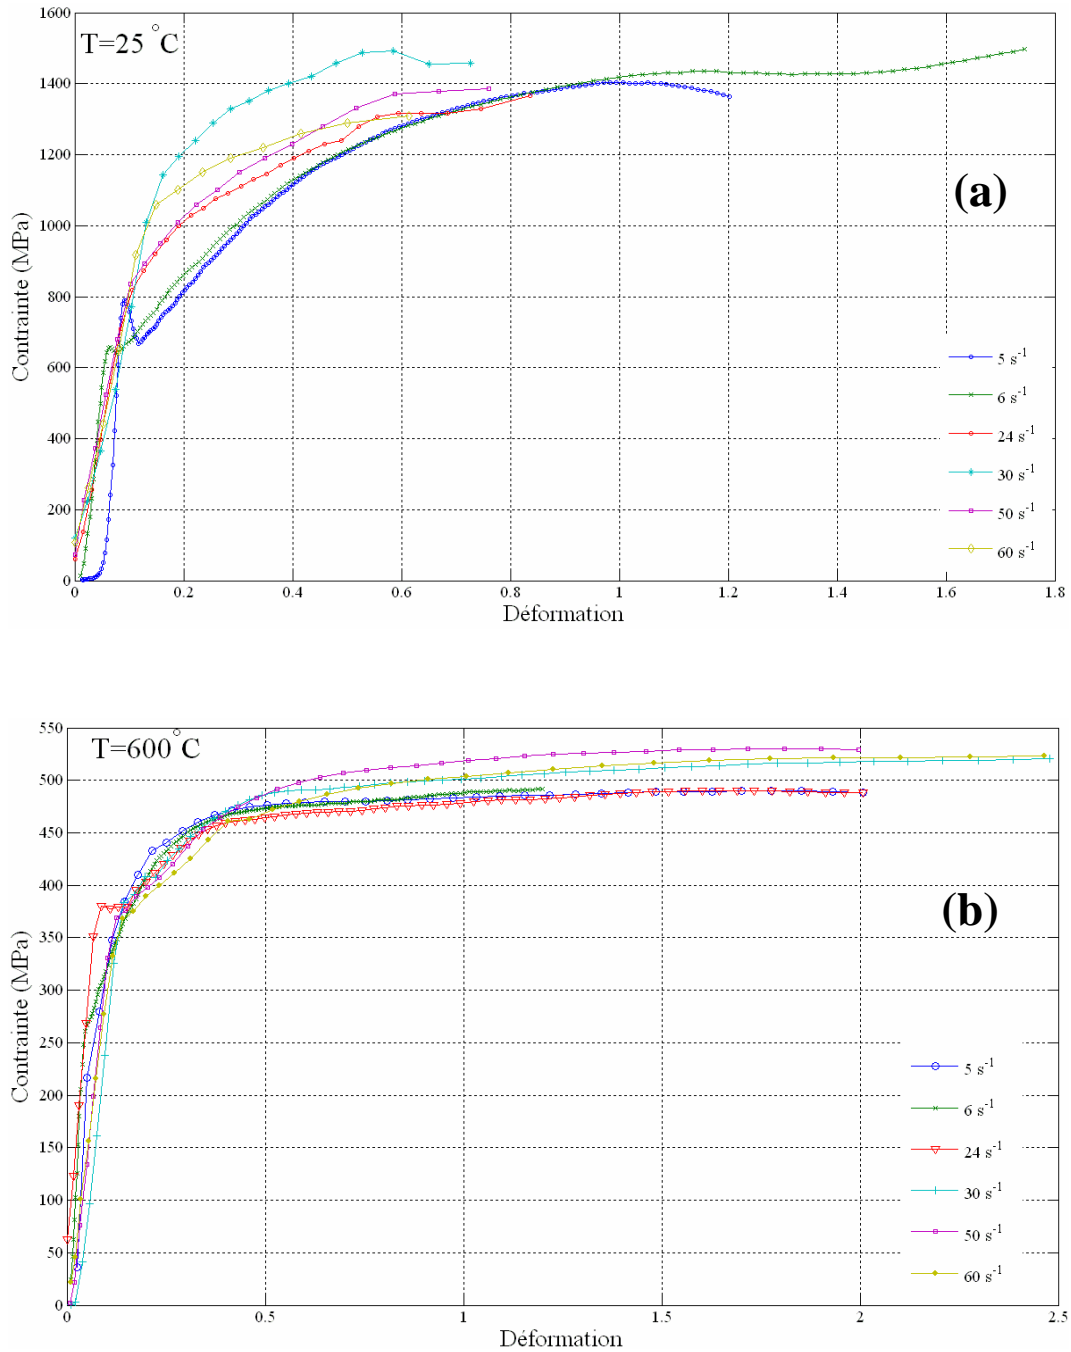 T=25 °C
1600
1400
1200
1000
800
600
400
200
0
Contrainte (MPa)
(a)
5 s-1
6 s-1
24 s-1
30 s-1
50 s-1
60 s-1
0 0.2 0.4 0.6 0.8 1 1.2 1.4 1.6 1.8
Déformation
T=600°C
550
500
450
400
350
300
250
200
150
100
50
0
Contrainte (MPa)
(b)
5 s-1
6 s-1
24 s-1
30 s-1
50 s-1
60 s-1
0 0.5 1 1.5 2 2.5
Déformation